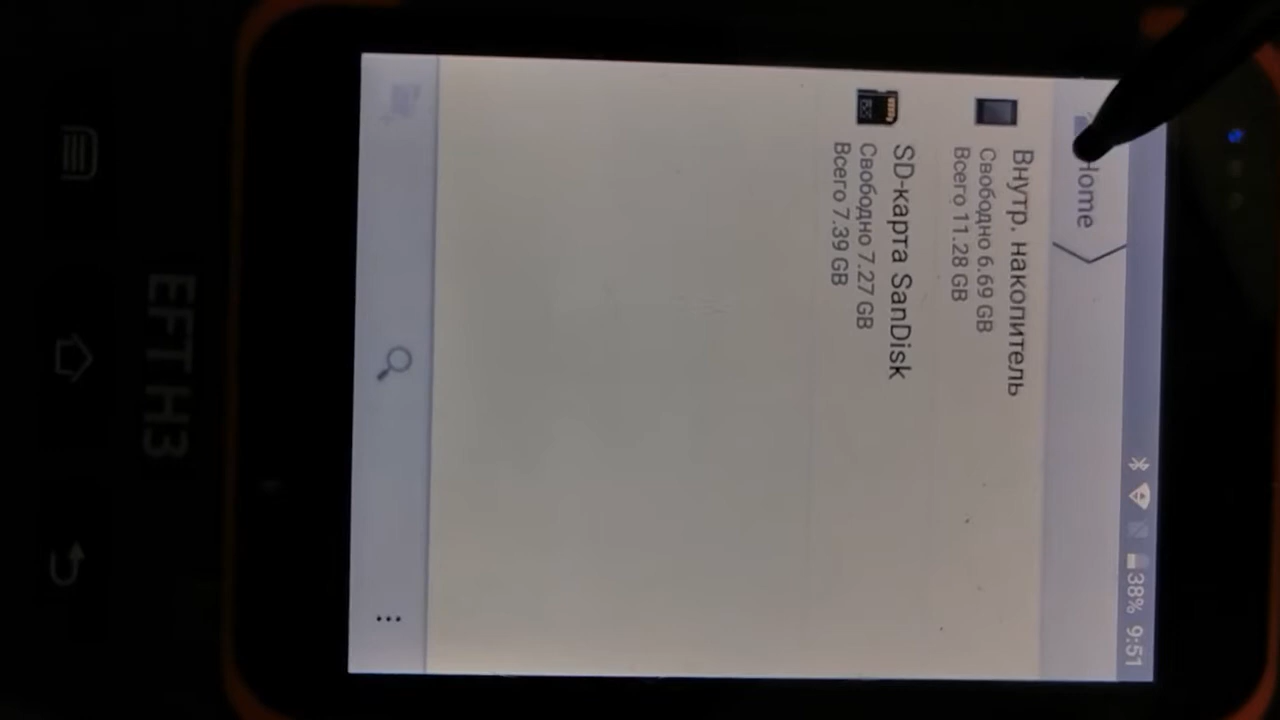 38% 9:51
Home
Внутр. накопитель
Свободно 6.69 GB
Всего 11.28 GB
SD-карта SanDisk
Свободно 7.27 GB
Всего 7.39 GB
EFT H3